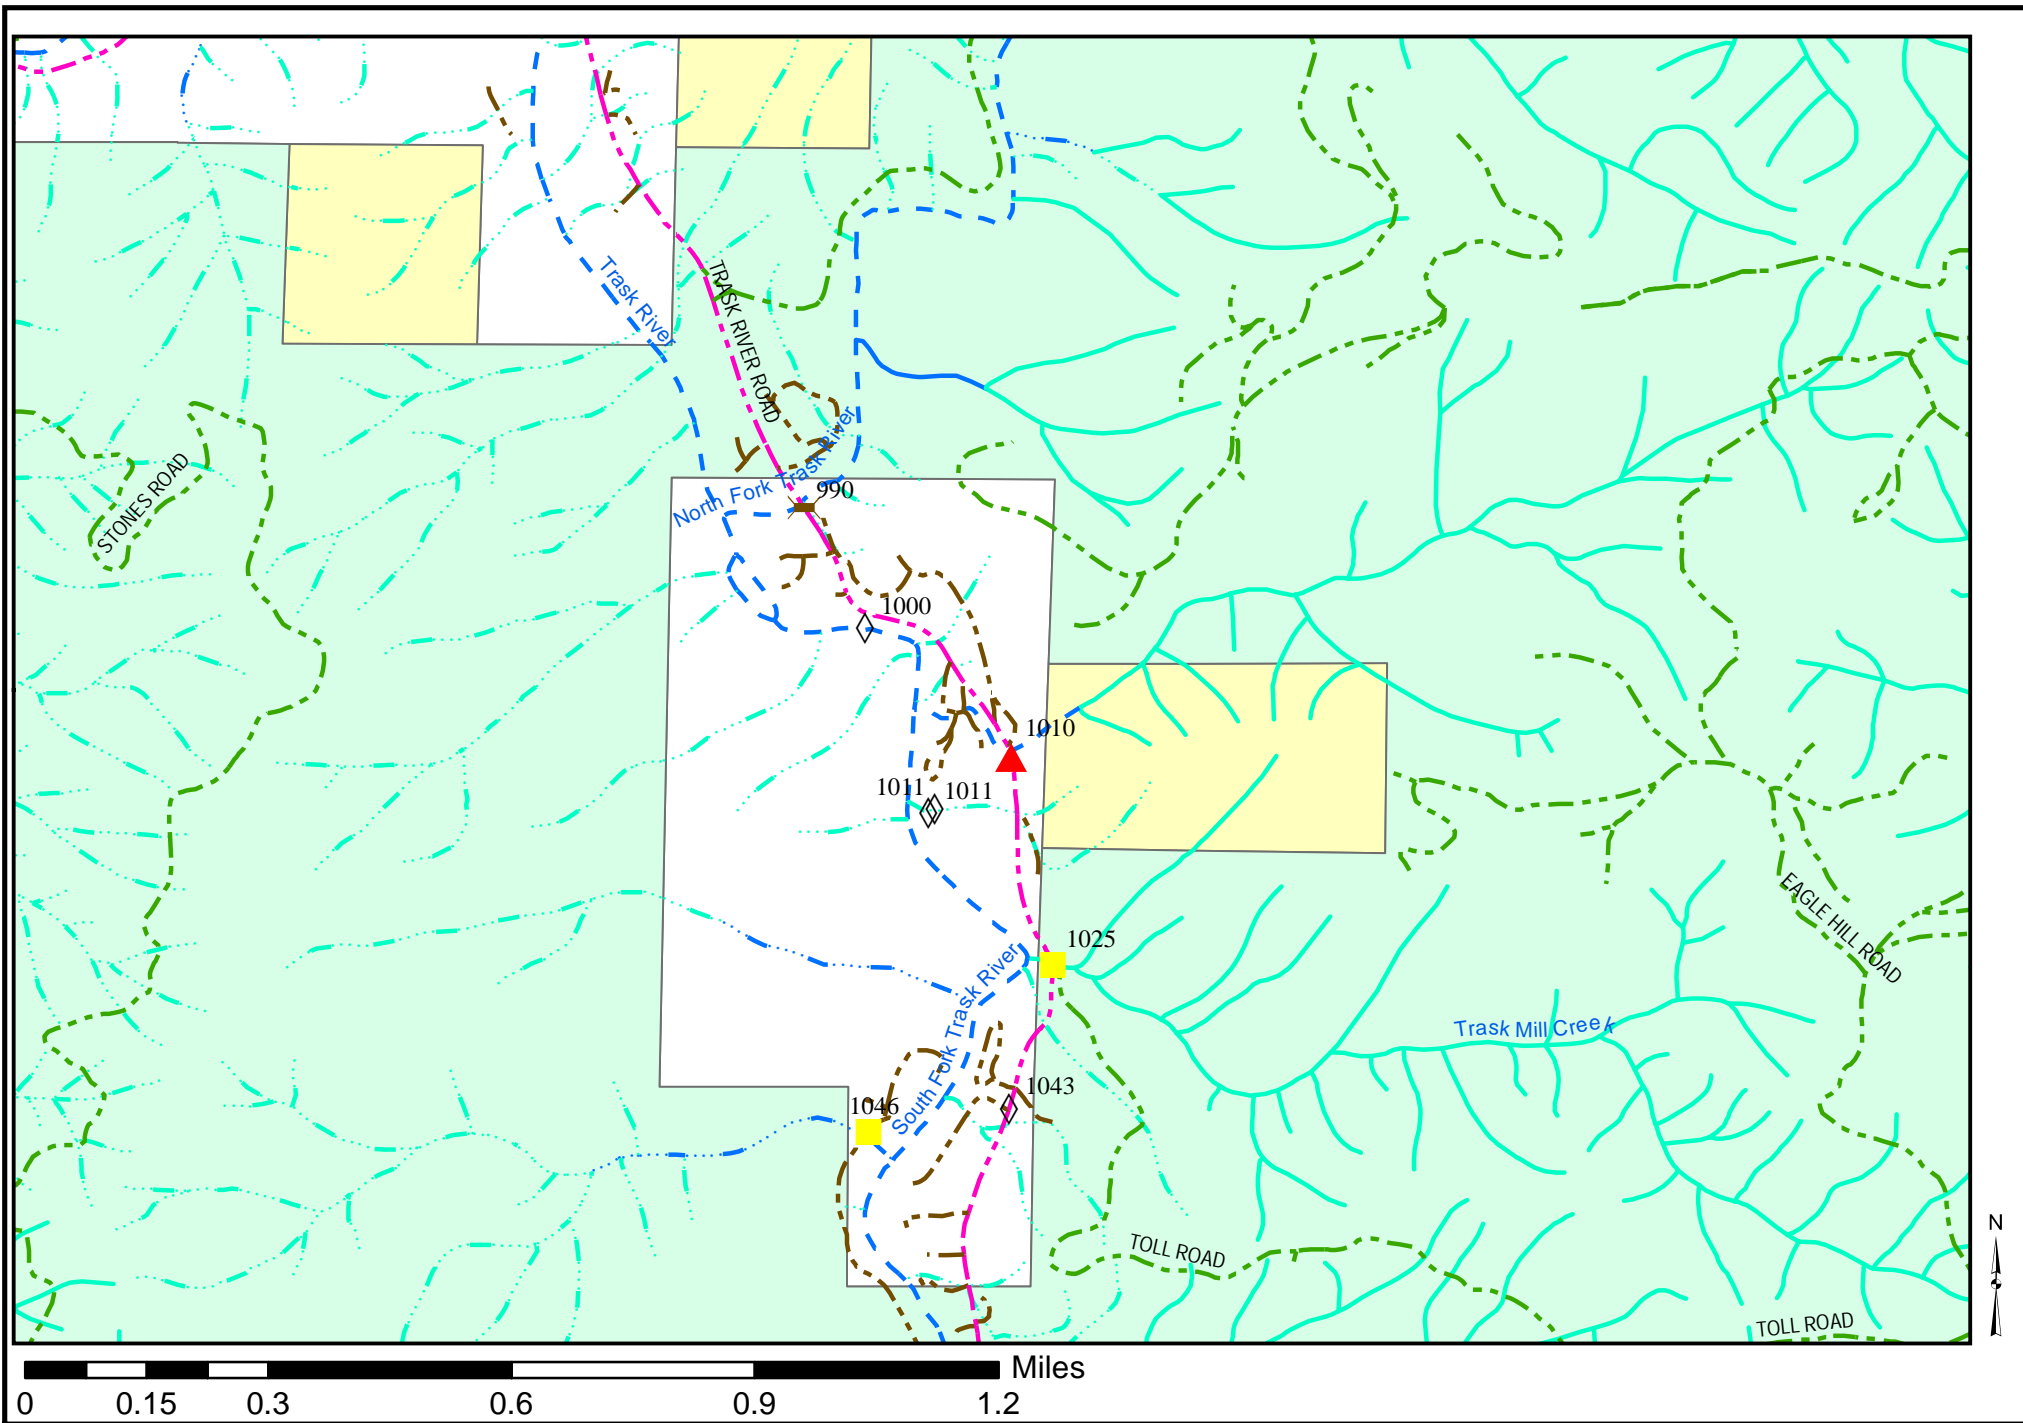 Trask River
TRASK RIVER ROAD
North Fork Trask River
990
STONES ROAD
1000
1010
1011
1011
EAGLE HILL ROAD
1025
South Fork Trask River
Trask Mill Creek
1043
1046
TOLL ROAD
N
TOLL ROAD
Miles
0 0.15 0.3 0.6 0.9 1.2